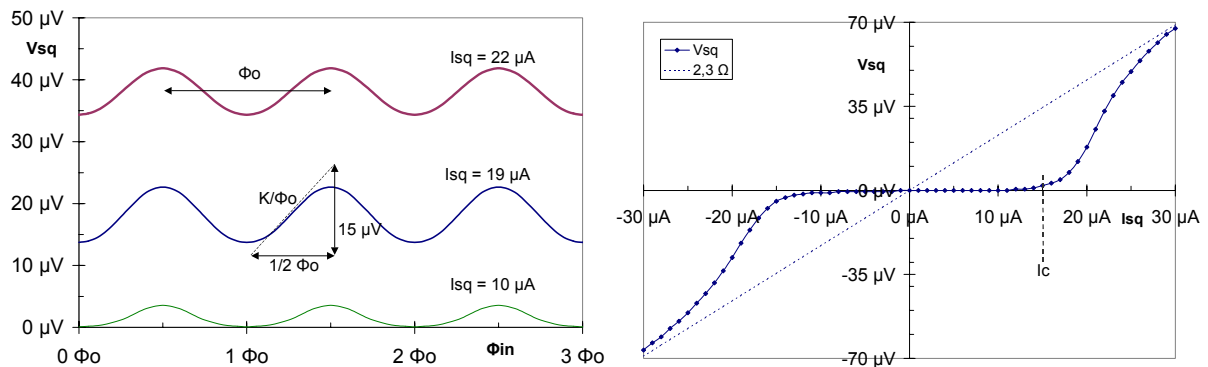 50 µV
Vsq
40 µV
30 µV
20 µV
10 µV
0 µV
0 Φo
1 Φo
2 Φo
Φin
3 Φo
Isq = 22 µA
Φo
Isq = 19 µA
K/Φo
15 µV
1/2 Φo
Isq = 10 µA
70 µV
Vsq
35 µV
0 µV
-35 µV
-70 µV
-30 µA
-20 µA
-10 µA
0 µA
10 µA
20 µA
Isq
30 µA
Ic
Vsq
2,3 Ω